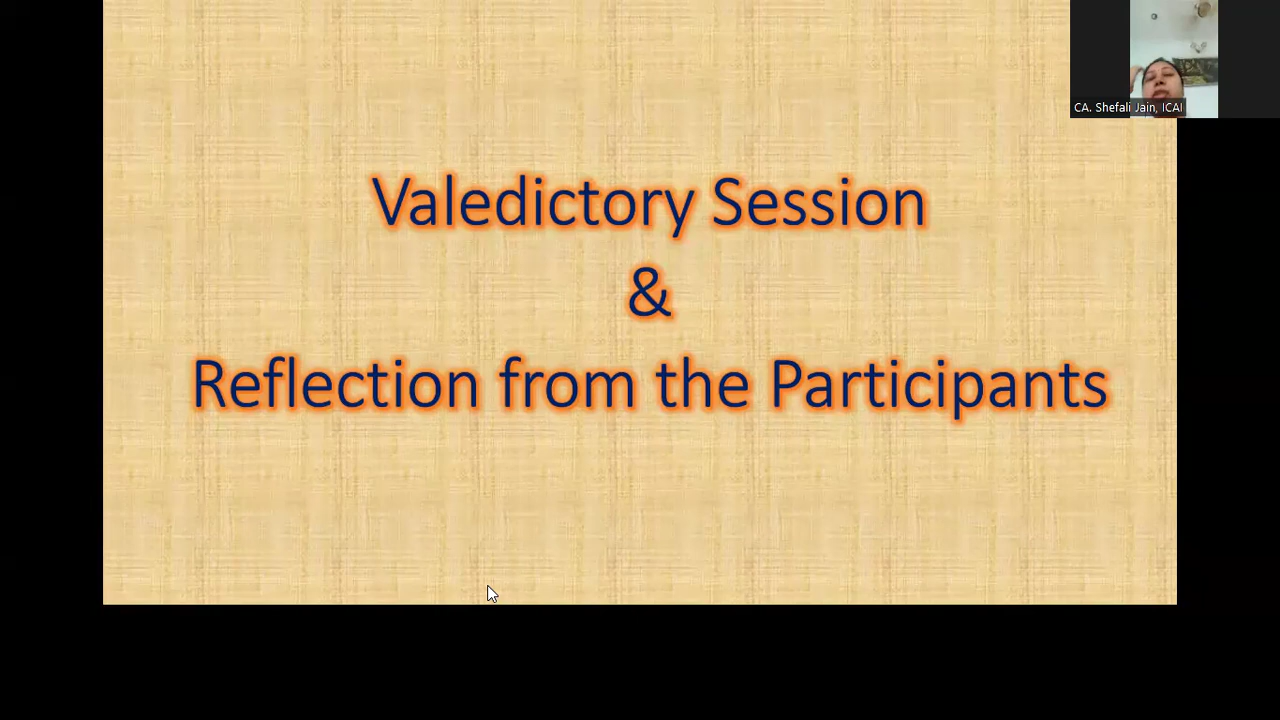 CA. Shefali Jain, ICAI
Valedictory Session
&
Reflection from the Participants